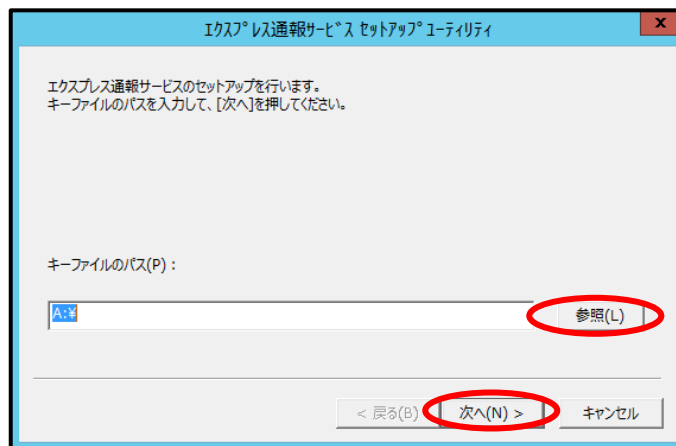 ｴｸｽﾌﾟﾚｽ通報ｻｰﾋﾞｽ ｾｯﾄｱｯﾌﾟﾕｰﾃｨﾘﾃｨ
x
エクスプレス通報サービスのセットアップを行います。
キーファイルのパスを入力して、[次へ]を押してください。
キーファイルのパス(P)：
A:¥
参照(L)
< 戻る(B)
次へ(N) >
キャンセル